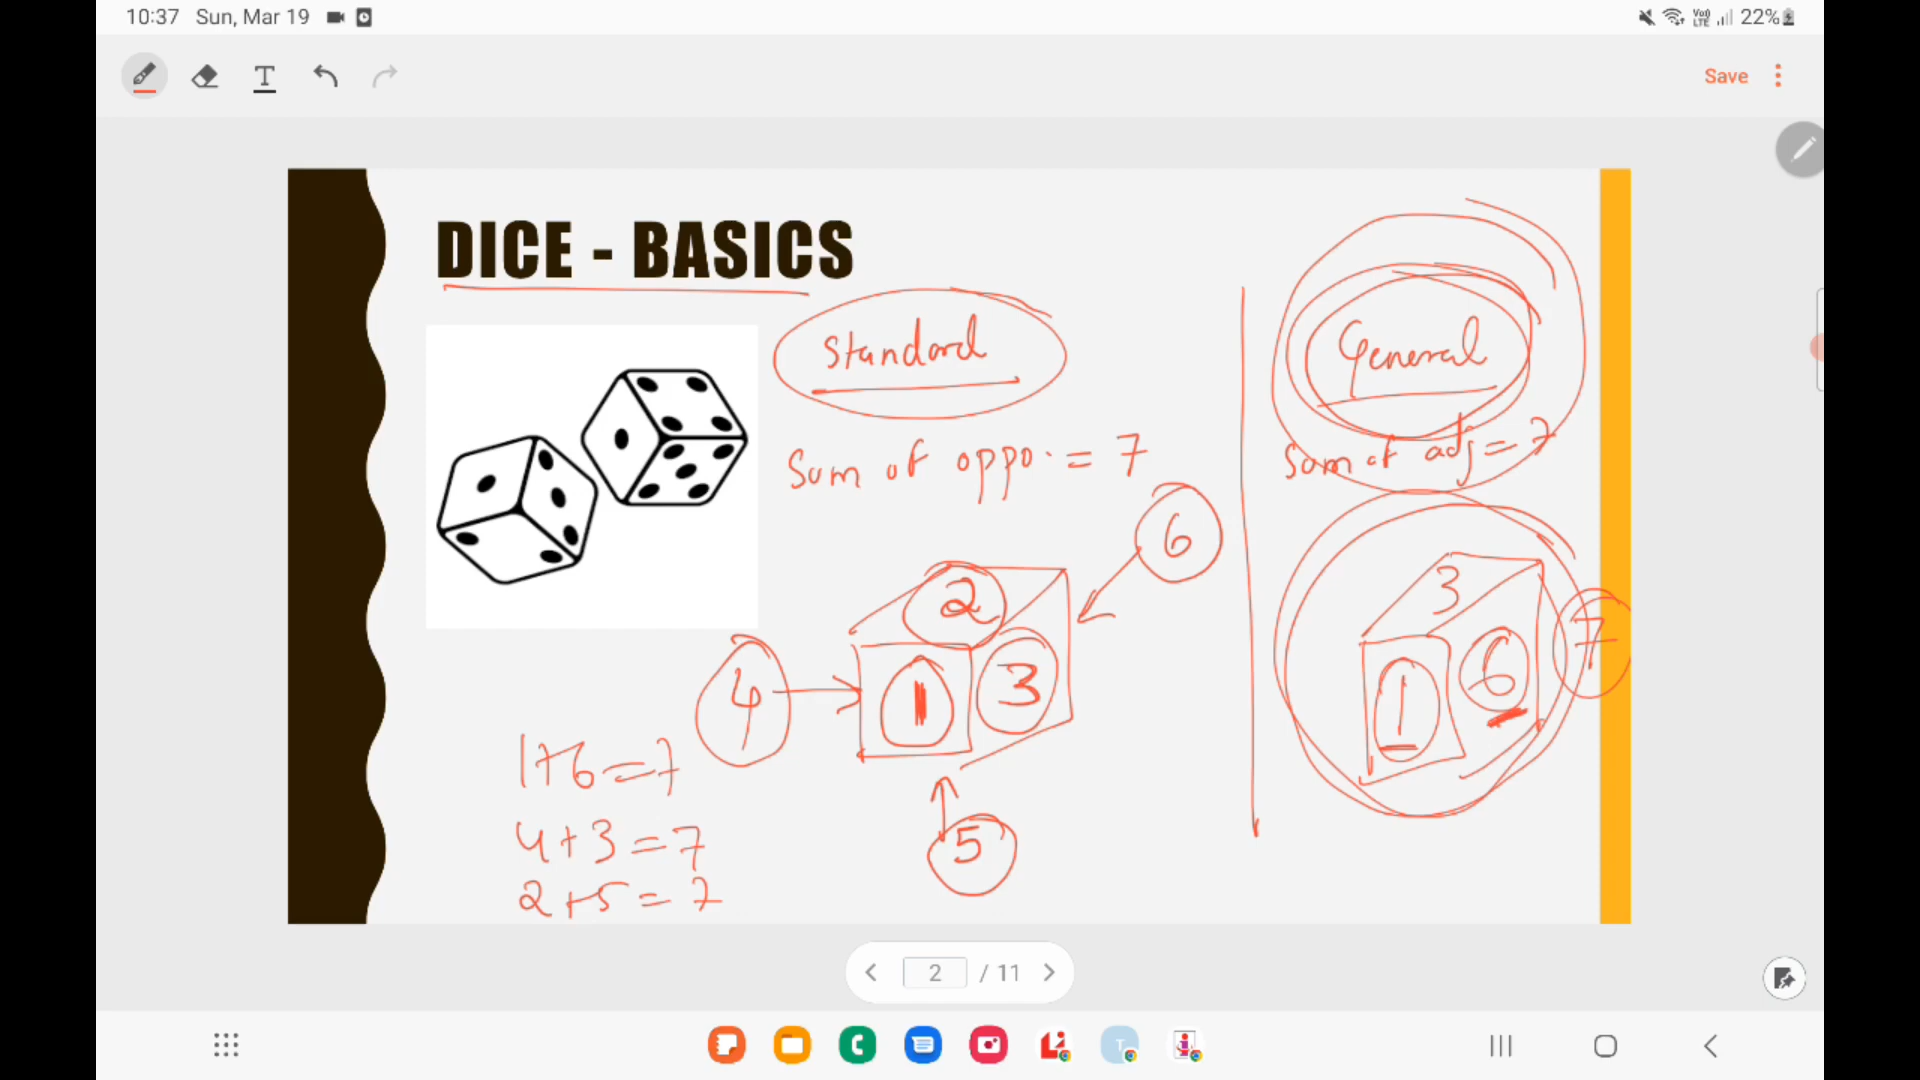 10:37 Sun, Mar 19
Vo)) LTE 22%
T
Save
DICE - BASICS
Standard
General
Sum of oppo. = 7
Sum of adj = 7
6
2
3
4
1
3
1
6
7
1+6=7
4+3=7
5
2+5=7
2 / 11
T